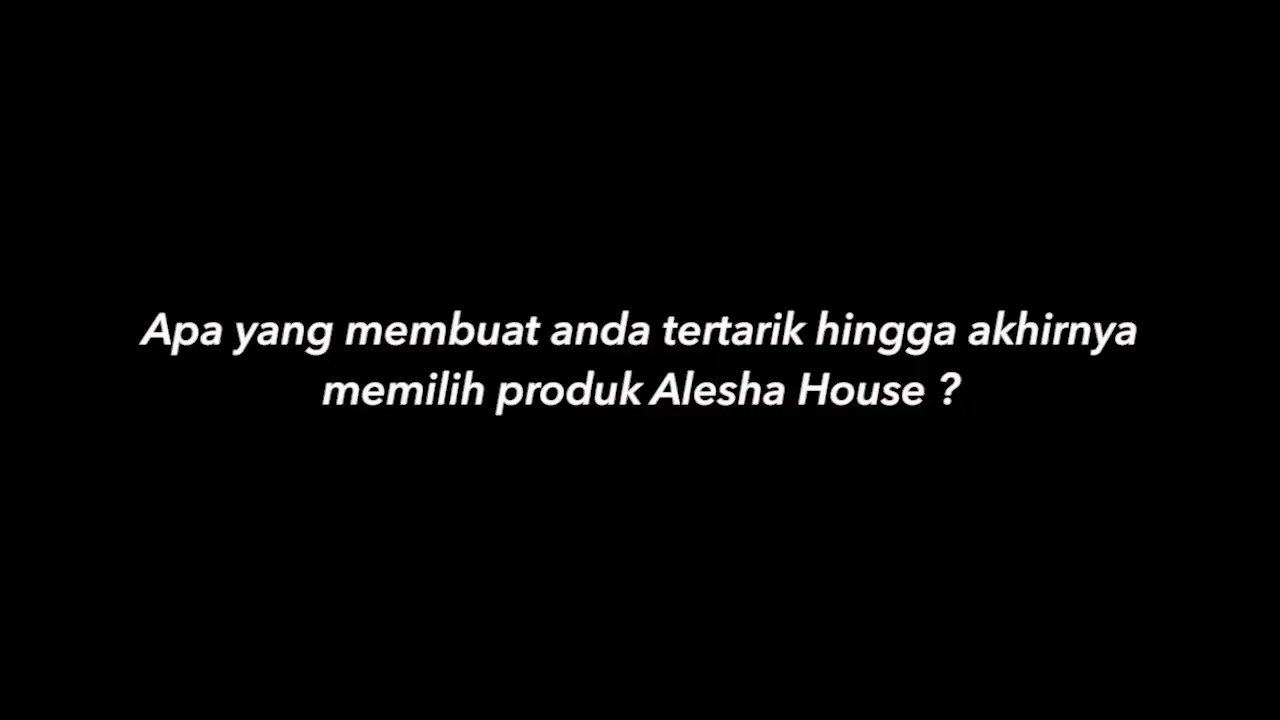 Apa yang membuat anda tertarik hingga akhirnya
memilih produk Alesha House ?